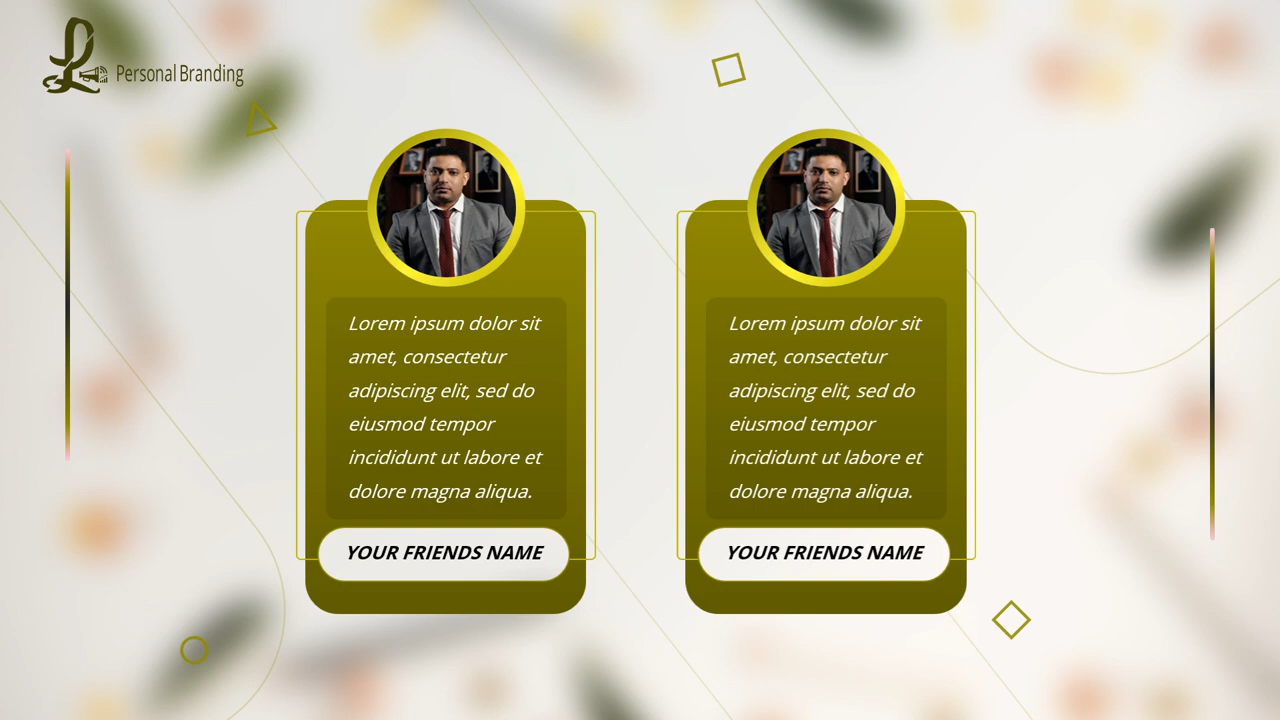 Personal Branding
Lorem ipsum dolor sit
amet, consectetur
adipiscing elit, sed do
eiusmod tempor
incididunt ut labore et
dolore magna aliqua.
YOUR FRIENDS NAME
Lorem ipsum dolor sit
amet, consectetur
adipiscing elit, sed do
eiusmod tempor
incididunt ut labore et
dolore magna aliqua.
YOUR FRIENDS NAME